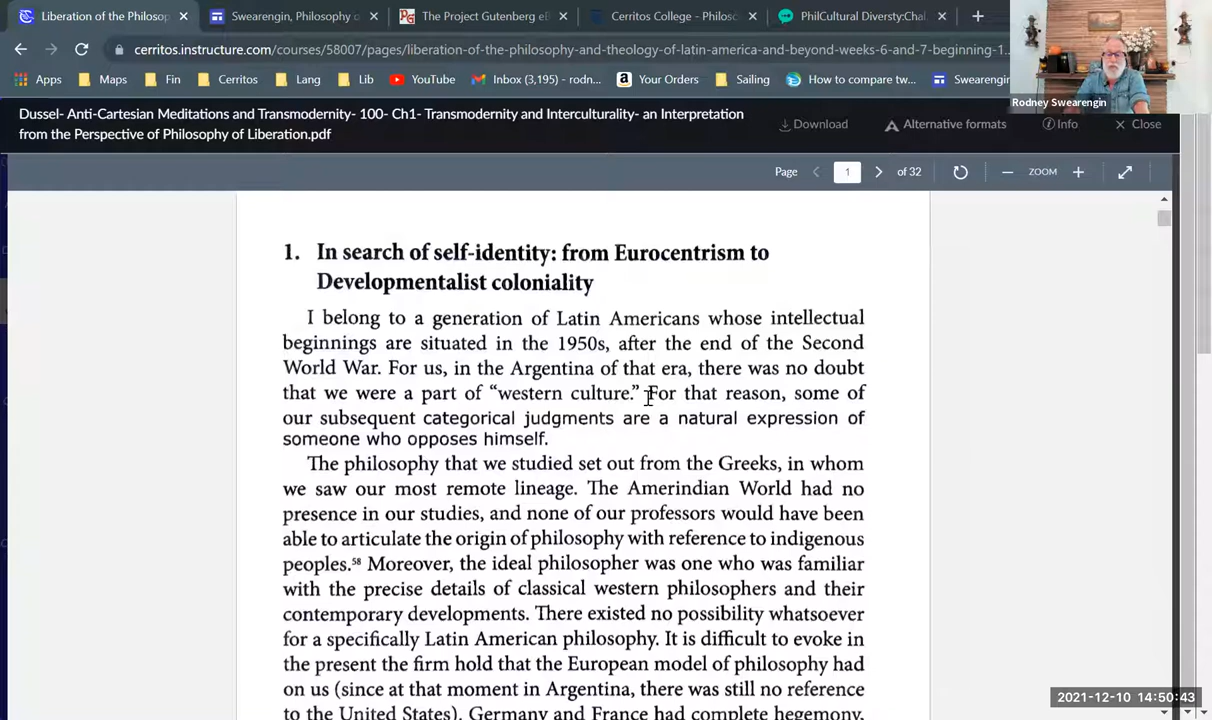 Liberation of the Philosop
Swearengin, Philosophy o
The Project Gutenberg eB
Cerritos College - Philosc
PhilCultural Diversty:Chal
cerritos.instructure.com/courses/58007/pages/liberation-of-the-philosophy-and-theology-of-latin-america-and-beyond-weeks-6-and-7-beginning-1...
Apps Maps Fin Cerritos Lang Lib YouTube Inbox (3,195) - rodn... Your Orders Sailing How to compare tw... Swearengin
Rodney Swearengin
Dussel- Anti-Cartesian Meditations and Transmodernity- 100- Ch1- Transmodernity and Interculturality- an Interpretation
from the Perspective of Philosophy of Liberation.pdf
Download Alternative formats Info Close
Page 1 of 32 ZOOM
1. In search of self-identity: from Eurocentrism to
Developmentalist coloniality
I belong to a generation of Latin Americans whose intellectual
beginnings are situated in the 1950s, after the end of the Second
World War. For us, in the Argentina of that era, there was no doubt
that we were a part of “western culture.” For that reason, some of
our subsequent categorical judgments are a natural expression of
someone who opposes himself.
The philosophy that we studied set out from the Greeks, in whom
we saw our most remote lineage. The Amerindian World had no
presence in our studies, and none of our professors would have been
able to articulate the origin of philosophy with reference to indigenous
peoples.58 Moreover, the ideal philosopher was one who was familiar
with the precise details of classical western philosophers and their
contemporary developments. There existed no possibility whatsoever
for a specifically Latin American philosophy. It is difficult to evoke in
the present the firm hold that the European model of philosophy had
on us (since at that moment in Argentina, there was still no reference
to the United States). Germany and France had complete hegemony,
2021-12-10 14:50:43